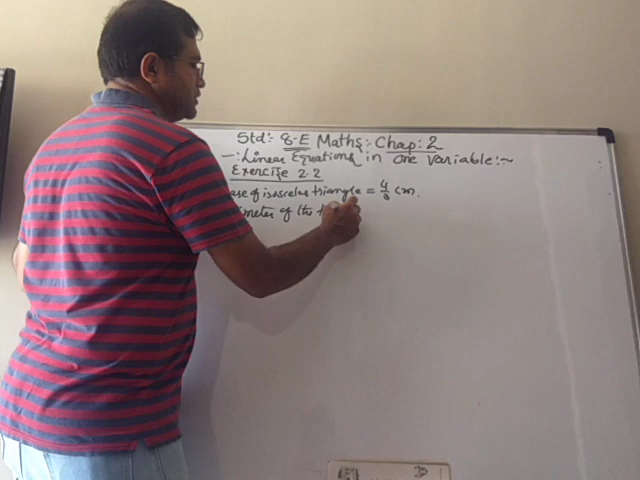 Std:- 8-E Maths:- Chap: 2
-:Linear Equations in One Variable:~
Exercise 2.2
ase of isosceles triangle = 4/3 cm.
imeter of its